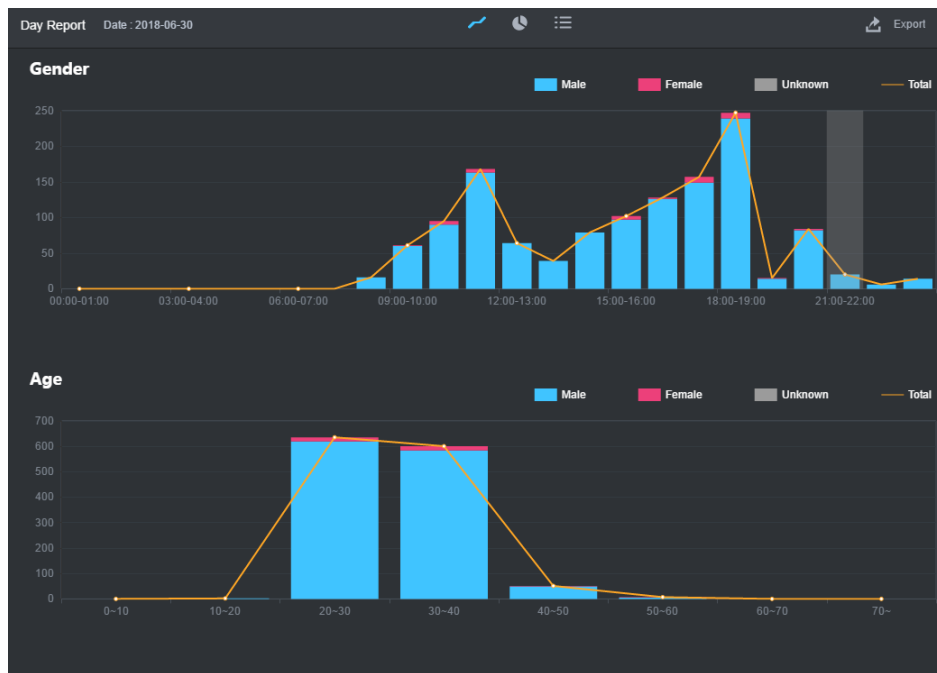 Day Report Date : 2018-06-30 Export
Gender
Male Female Unknown Total
250
200
150
100
50
0
00:00-01:00 03:00-04:00 06:00-07:00 09:00-10:00 12:00-13:00 15:00-16:00 18:00-19:00 21:00-22:00
Age
Male Female Unknown Total
700
600
500
400
300
200
100
0
0~10 10~20 20~30 30~40 40~50 50~60 60~70 70~